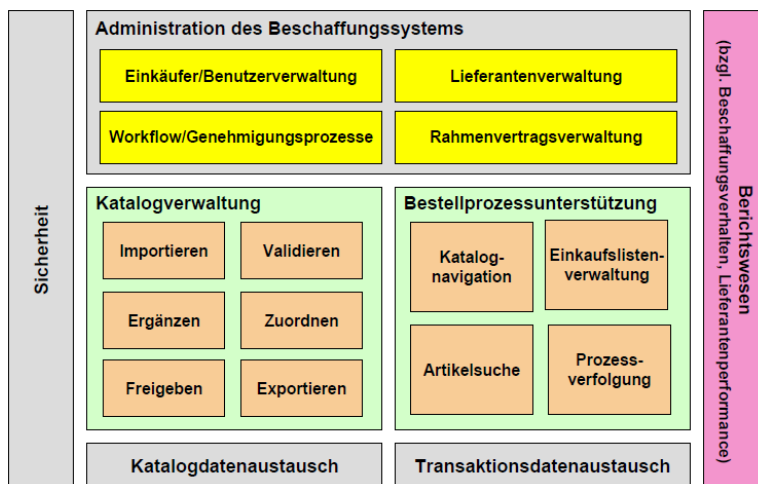 Sicherheit
Administration des Beschaffungssystems
Einkäufer/Benutzerverwaltung
Lieferantenverwaltung
Workflow/Genehmigungsprozesse
Rahmenvertragsverwaltung
Katalogverwaltung
Importieren
Validieren
Ergänzen
Zuordnen
Freigeben
Exportieren
Bestellprozessunterstützung
Katalog-
navigation
Einkaufslisten-
verwaltung
Artikelsuche
Prozess-
verfolgung
Katalogdatenaustausch
Transaktionsdatenaustausch
Berichtswesen
(bzgl. Beschaffungsverhalten, Lieferantenperformance)